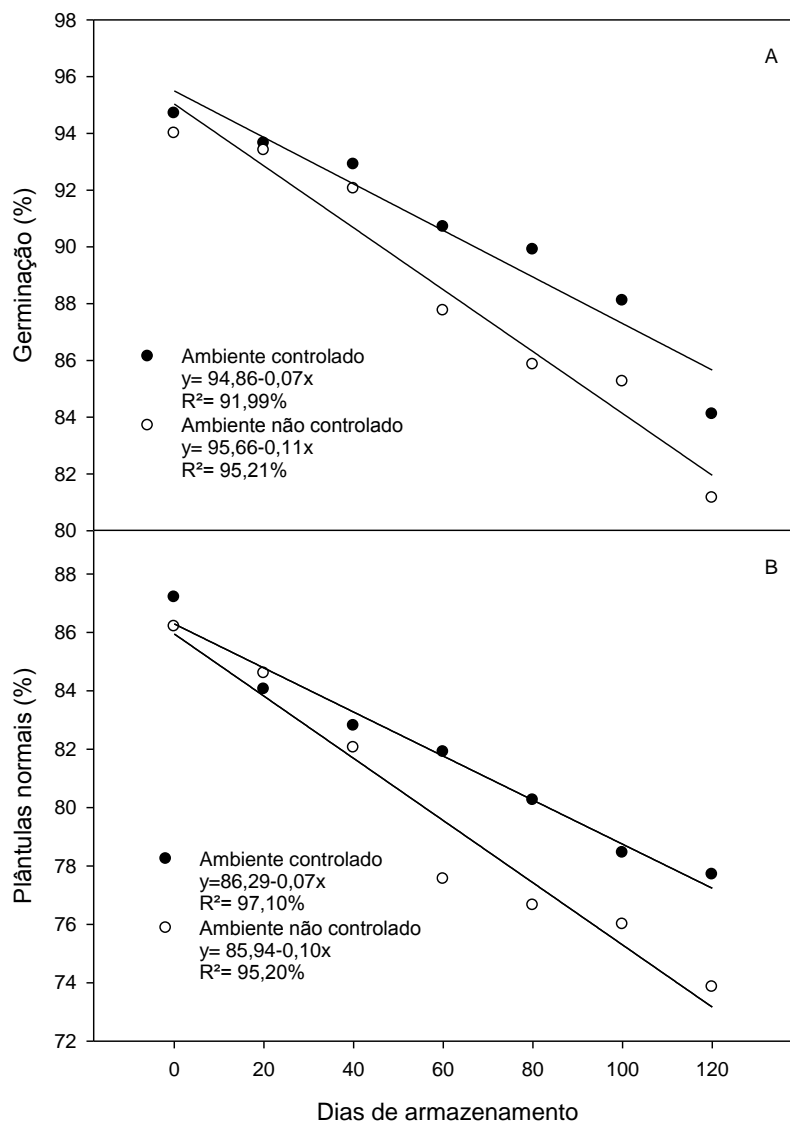 98
96
94
92
90
88
86
84
82
80
Germinação (%)
A
Ambiente controlado
y= 94,86-0,07x
R²= 91,99%
Ambiente não controlado
y= 95,66-0,11x
R²= 95,21%
88
86
84
82
80
78
76
74
72
Plântulas normais (%)
B
Ambiente controlado
y=86,29-0,07x
R²= 97,10%
Ambiente não controlado
y= 85,94-0,10x
R²= 95,20%
0 20 40 60 80 100 120
Dias de armazenamento